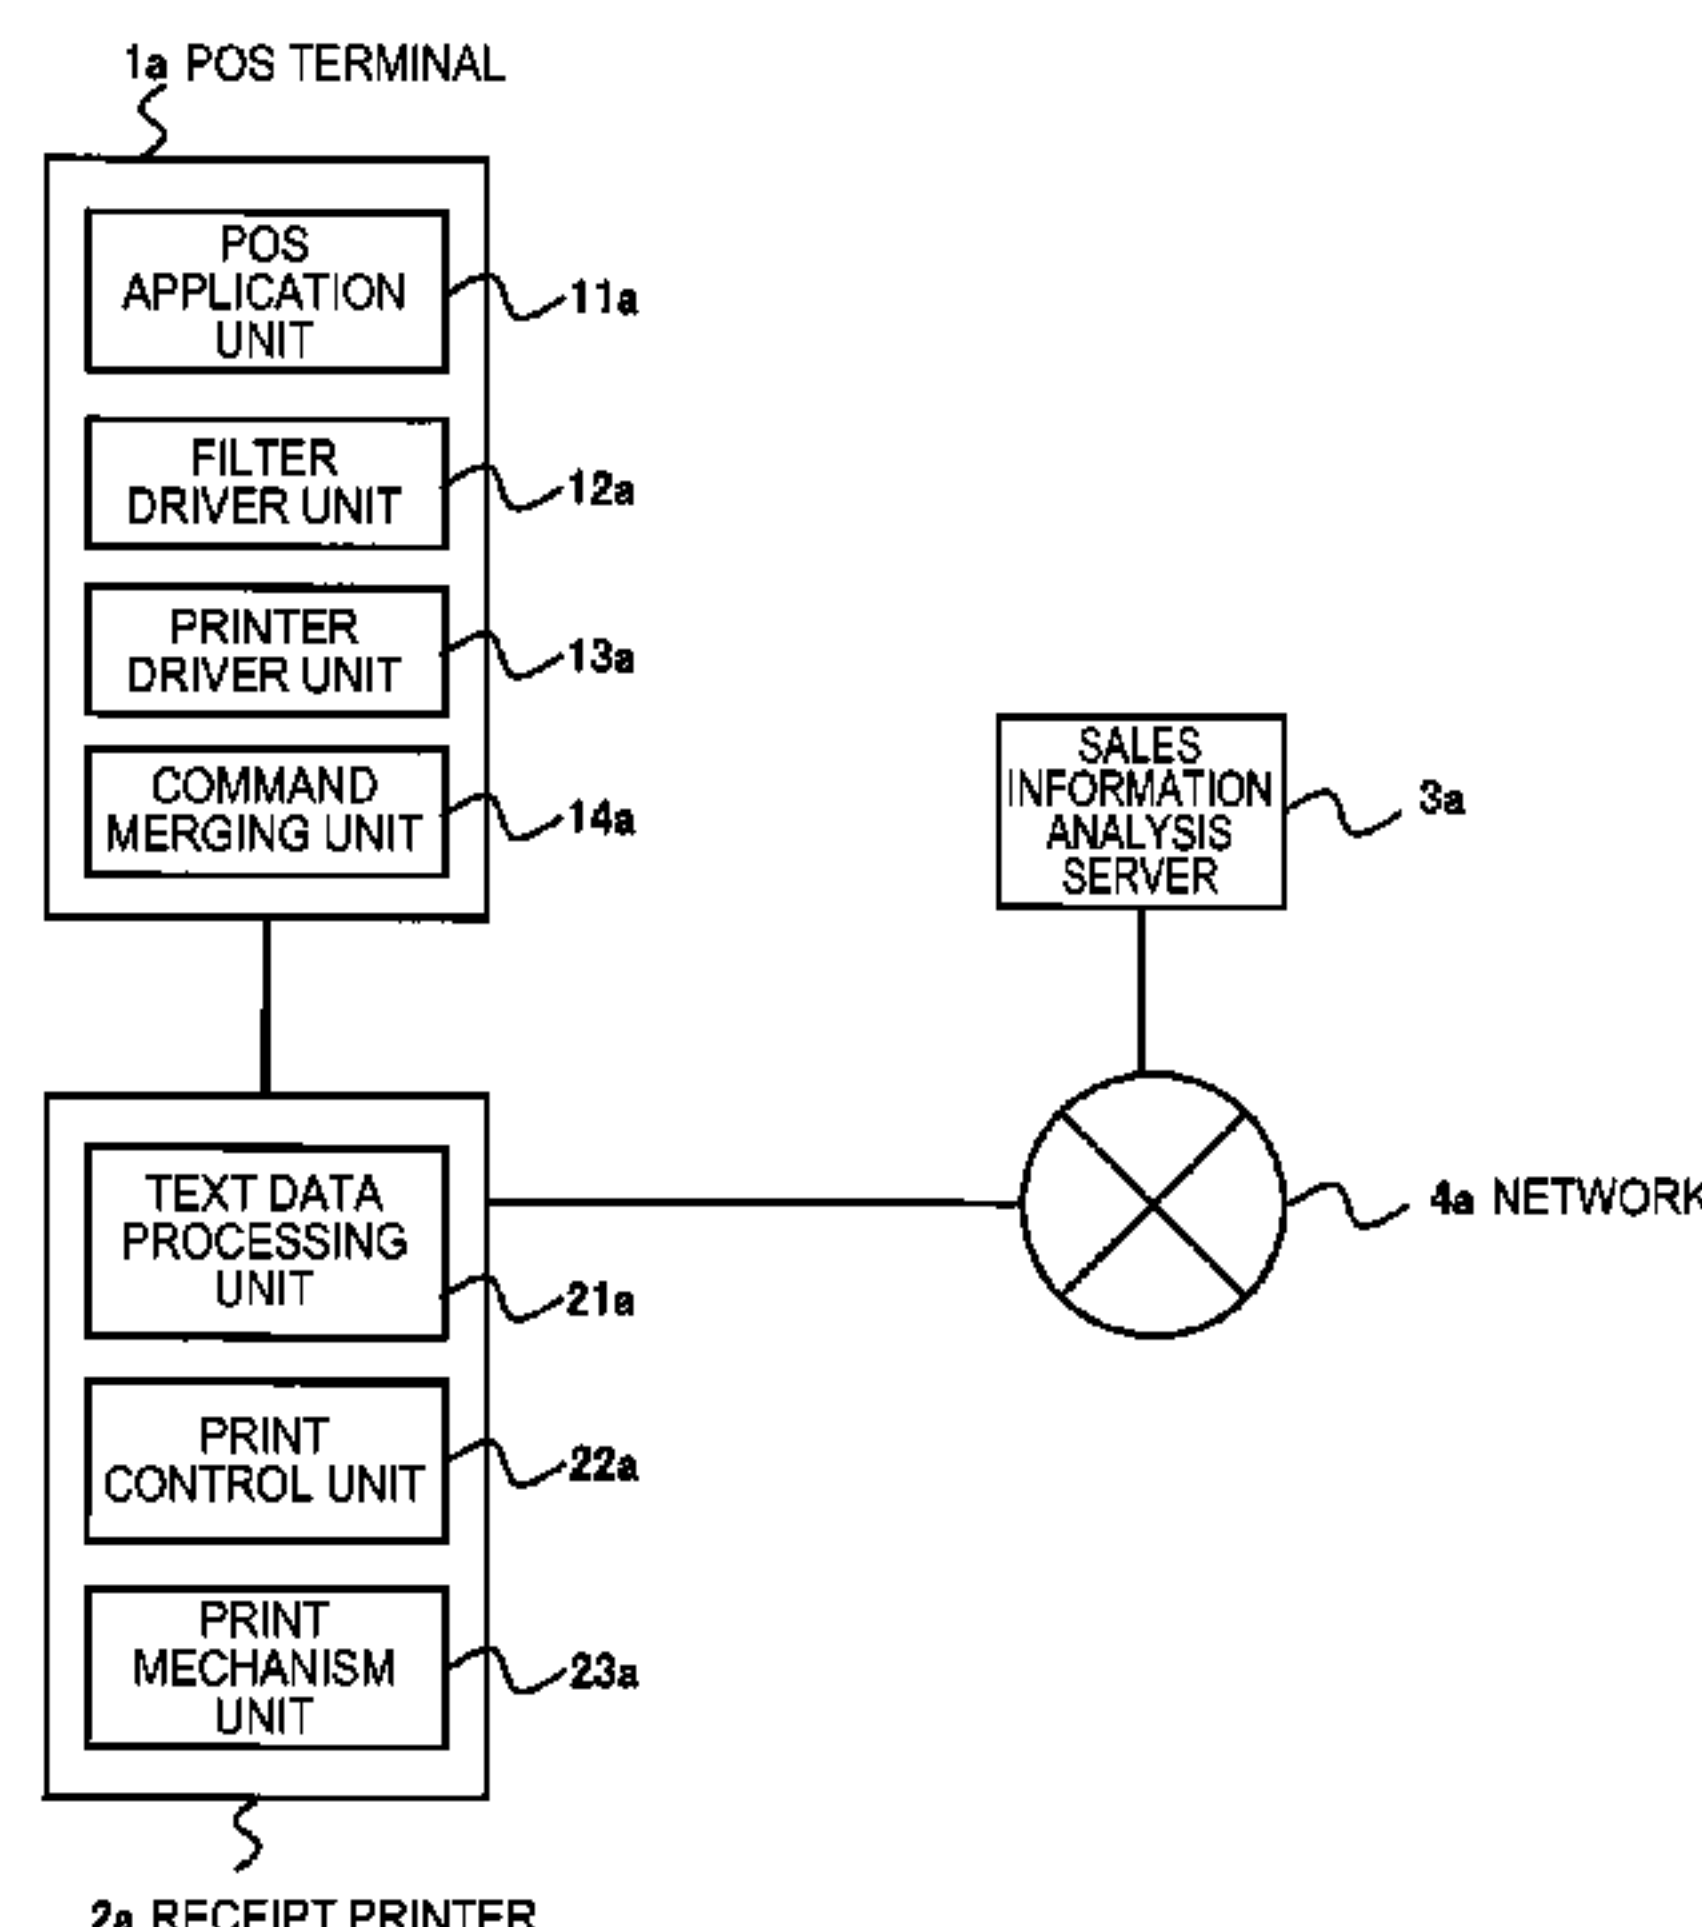 1a POS TERMINAL
POS
APPLICATION
UNIT
11a
FILTER
DRIVER UNIT
12a
PRINTER
DRIVER UNIT
13a
COMMAND
MERGING UNIT
14a
SALES
INFORMATION
ANALYSIS
SERVER
3a
TEXT DATA
PROCESSING
UNIT
21a
4a NETWORK
PRINT
CONTROL UNIT
22a
PRINT
MECHANISM
UNIT
23a
2a RECEIPT PRINTER